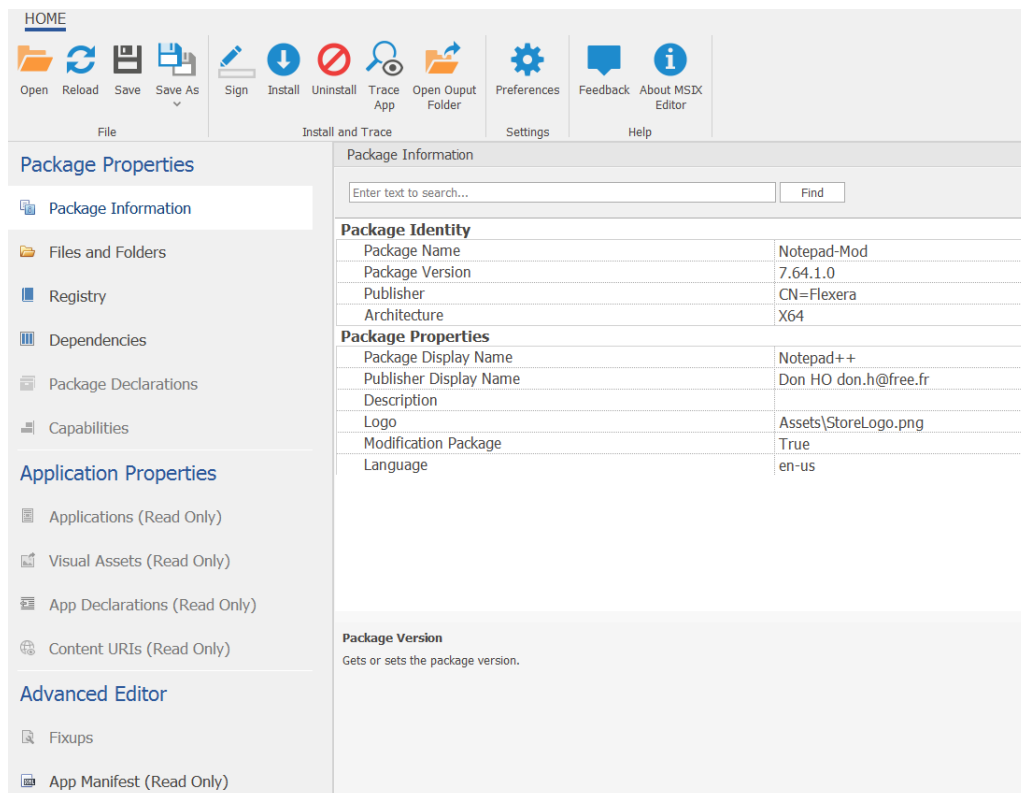 HOME
Open Reload Save Save As Sign Install Uninstall Trace App Open Ouput Folder Preferences Feedback About MSIX Editor
File Install and Trace Settings Help
Package Properties
Package Information
Files and Folders
Registry
Dependencies
Package Declarations
Capabilities
Application Properties
Applications (Read Only)
Visual Assets (Read Only)
App Declarations (Read Only)
Content URIs (Read Only)
Advanced Editor
Fixups
App Manifest (Read Only)
Package Information
Enter text to search... Find
Package Identity
Package Name Notepad-Mod
Package Version 7.64.1.0
Publisher CN=Flexera
Architecture X64
Package Properties
Package Display Name Notepad++
Publisher Display Name Don HO don.h@free.fr
Description
Logo Assets\StoreLogo.png
Modification Package True
Language en-us
Package Version
Gets or sets the package version.